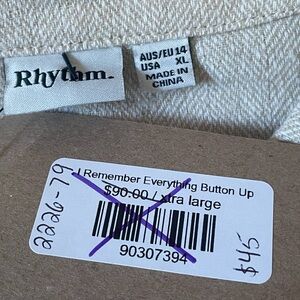 Rhythm.
AUS/EU 14
USA XL
MADE IN
CHINA
I Remember Everything Button Up
$90.00 / xtra large
90307394
2226-79
$45